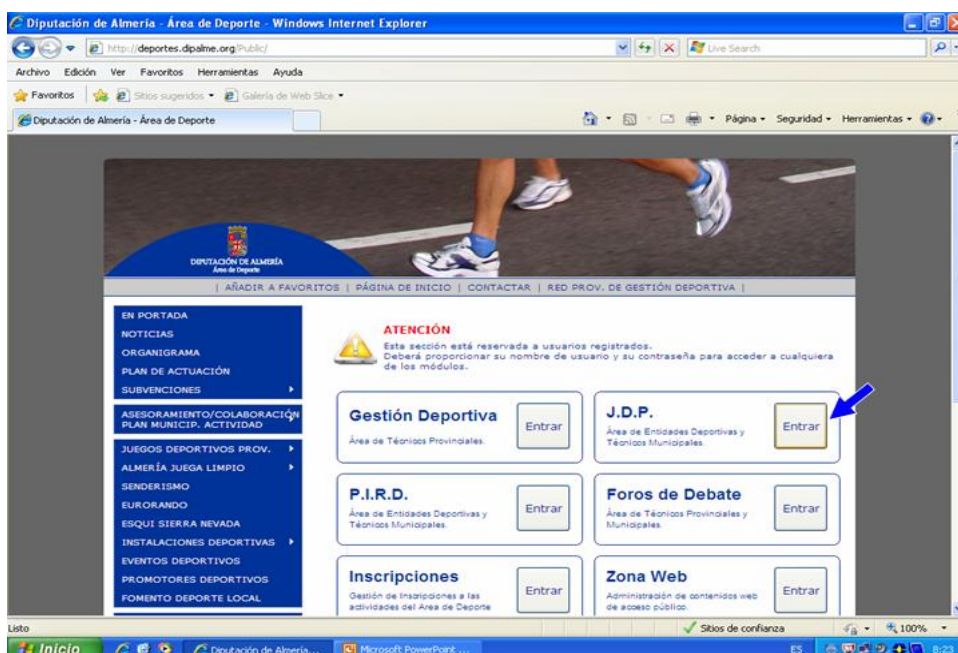 Diputación de Almería - Área de Deporte - Windows Internet Explorer
http://deportes.dipalme.org/Public/
Live Search
Archivo Edición Ver Favoritos Herramientas Ayuda
Favoritos Sitios sugeridos Galería de Web Slice
Diputación de Almería - Área de Deporte
Página Seguridad Herramientas
DIPUTACIÓN DE ALMERÍA
Área de Deporte
| AÑADIR A FAVORITOS | PÁGINA DE INICIO | CONTACTAR | RED PROV. DE GESTIÓN DEPORTIVA |
EN PORTADA
NOTICIAS
ORGANIGRAMA
PLAN DE ACTUACIÓN
SUBVENCIONES
ASESORAMIENTO/COLABORACIÓN
PLAN MUNICIP. ACTIVIDAD
JUEGOS DEPORTIVOS PROV.
ALMERÍA JUEGA LIMPIO
SENDERISMO
EURORANDO
ESQUI SIERRA NEVADA
INSTALACIONES DEPORTIVAS
EVENTOS DEPORTIVOS
PROMOTORES DEPORTIVOS
FOMENTO DEPORTE LOCAL
ATENCIÓN
Esta sección está reservada a usuarios registrados.
Deberá proporcionar su nombre de usuario y su contraseña para acceder a cualquiera
de los módulos.
Gestión Deportiva
Área de Técnicos Provinciales.
Entrar
J.D.P.
Área de Entidades Deportivas y
Técnicos Municipales.
Entrar
P.I.R.D.
Área de Entidades Deportivas y
Técnicos Municipales.
Entrar
Foros de Debate
Área de Técnicos Provinciales y
Municipales.
Entrar
Inscripciones
Gestión de Inscripciones a las
actividades del Area de Deporte
Entrar
Zona Web
Administración de contenidos web
de acceso público.
Entrar
Listo
Sitios de confianza
100%
Inicio
Diputación de Almería...
Microsoft PowerPoint ...
ES
8:23